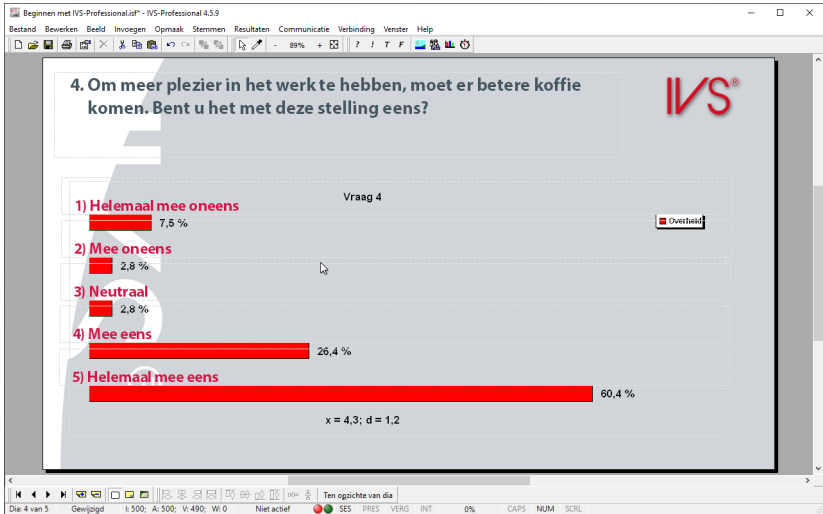 Beginnen met IVS-Professional.isf* - IVS-Professional 4.5.9
Bestand Bewerken Beeld Invoegen Opmaak Stemmen Resultaten Communicatie Verbinding Venster Help
- 89% + ? ! T F
4. Om meer plezier in het werk te hebben, moet er betere koffie
komen. Bent u het met deze stelling eens?
IVS®
Vraag 4
1) Helemaal mee oneens
7,5 %
Overheid
2) Mee oneens
2,8 %
3) Neutraal
2,8 %
4) Mee eens
26,4 %
5) Helemaal mee eens
60,4 %
x = 4,3; d = 1,2
Ten opzichte van dia
Dia: 4 van 5 Gewijzigd I: 500; A: 500; V: 490; W: 0 Niet actief SES PRES VERG INT 0% CAPS NUM SCRL